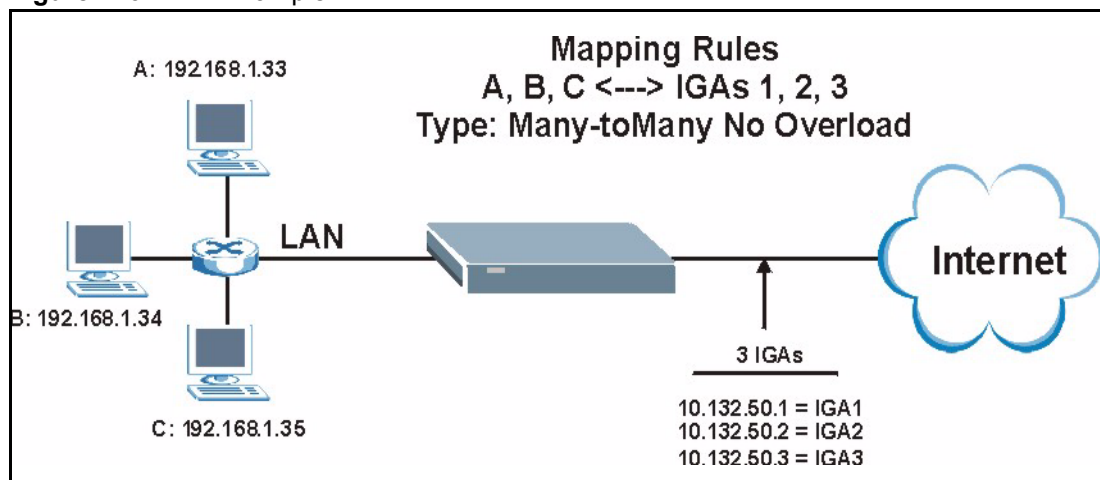 Mapping Rules
A, B, C <---> IGAs 1, 2, 3
Type: Many-toMany No Overload
A: 192.168.1.33
LAN
B: 192.168.1.34
C: 192.168.1.35
Internet
3 IGAs
10.132.50.1 = IGA1
10.132.50.2 = IGA2
10.132.50.3 = IGA3